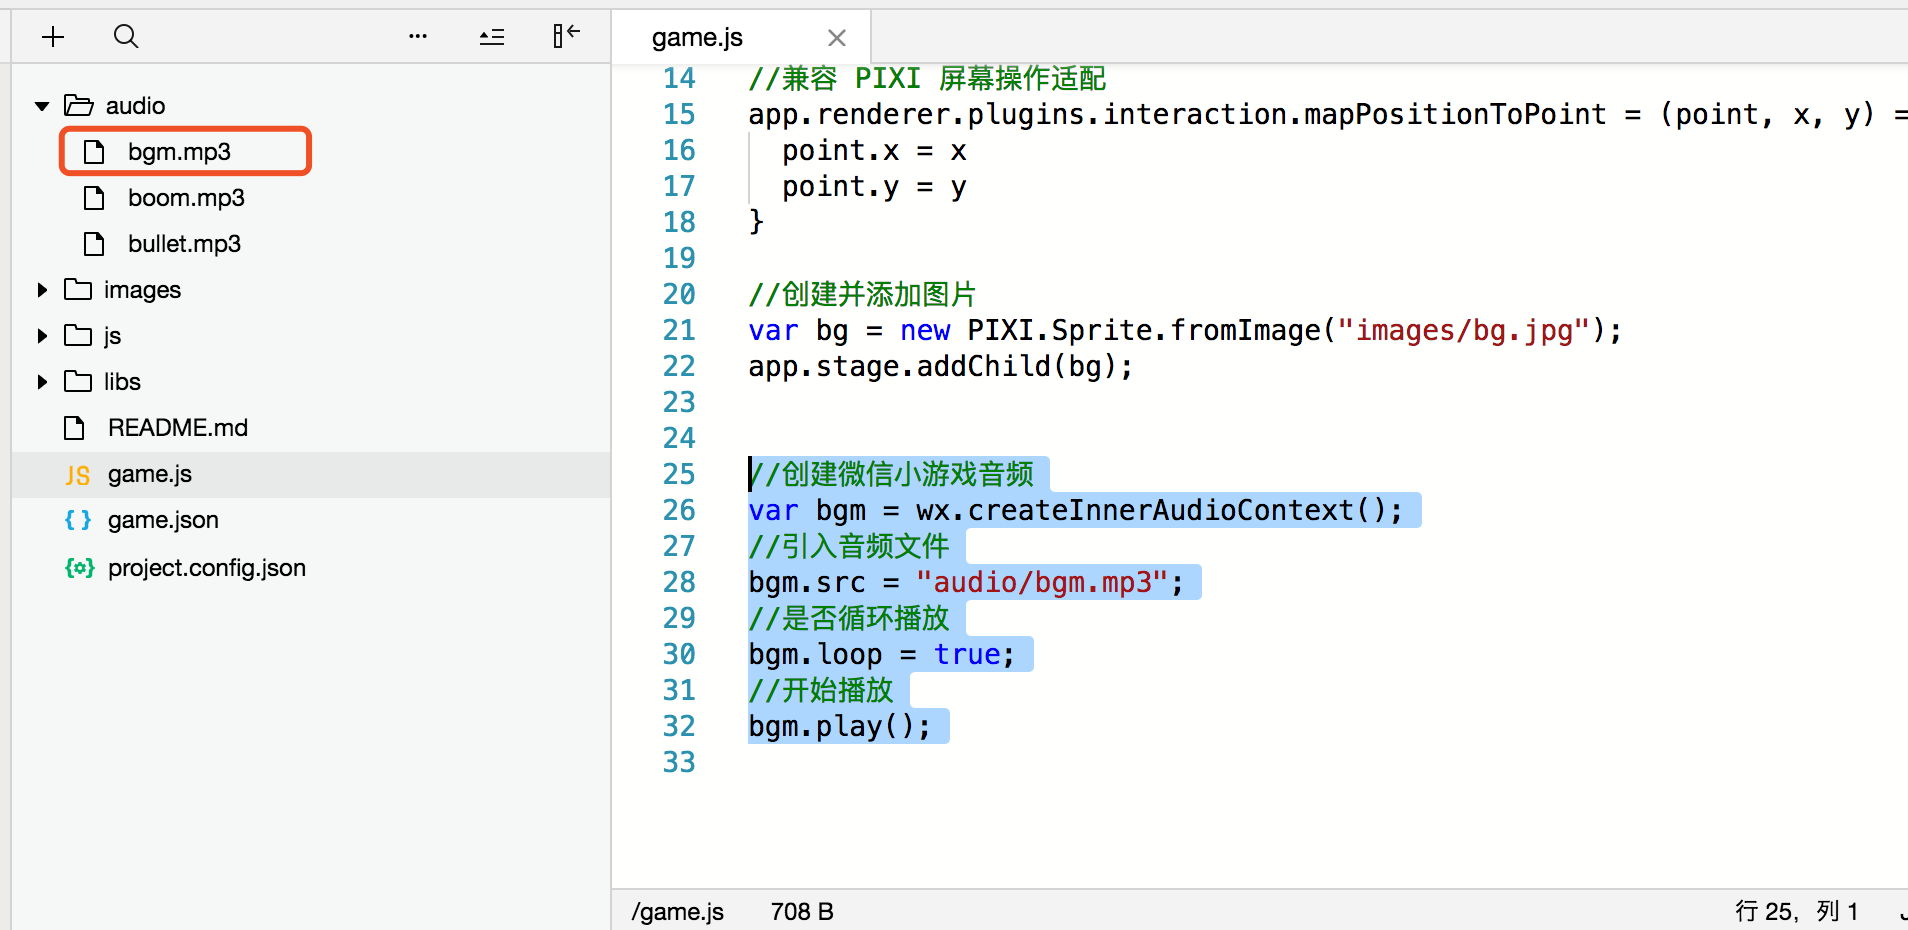 game.js
audio
bgm.mp3
boom.mp3
bullet.mp3
images
js
libs
README.md
JS game.js
{} game.json
project.config.json
14 //兼容 PIXI 屏幕操作适配
15 app.renderer.plugins.interaction.mapPositionToPoint = (point, x, y) =
16 point.x = x
17 point.y = y
18 }
19
20 //创建并添加图片
21 var bg = new PIXI.Sprite.fromImage("images/bg.jpg");
22 app.stage.addChild(bg);
23
24
25 //创建微信小游戏音频
26 var bgm = wx.createInnerAudioContext();
27 //引入音频文件
28 bgm.src = "audio/bgm.mp3";
29 //是否循环播放
30 bgm.loop = true;
31 //开始播放
32 bgm.play();
33
/game.js 708 B 行 25，列 1